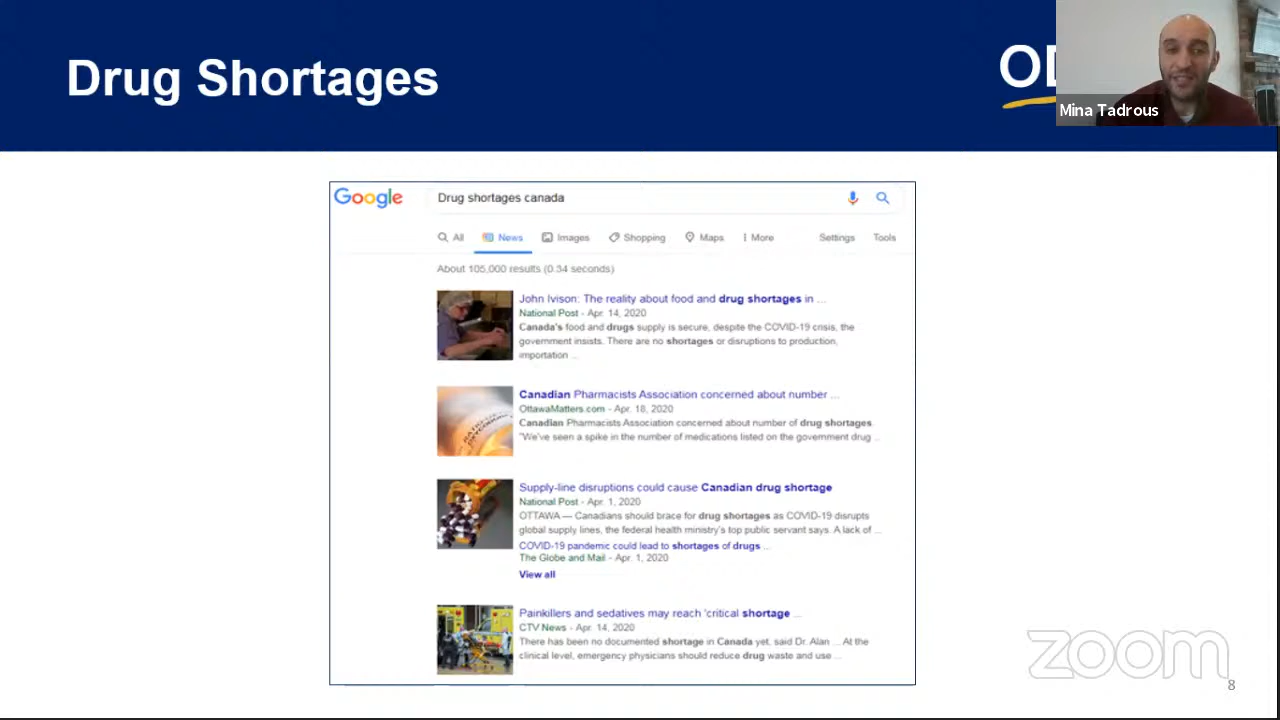 Drug Shortages
OD
Mina Tadrous
Google
Drug shortages canada
All News Images Shopping Maps More Settings Tools
About 105,000 results (0.34 seconds)
John Ivison: The reality about food and drug shortages in ...
National Post - Apr. 14, 2020
Canada's food and drugs supply is secure, despite the COVID-19 crisis, the
government insists. There are no shortages or disruptions to production,
importation ...
Canadian Pharmacists Association concerned about number ...
OttawaMatters.com - Apr. 18, 2020
Canadian Pharmacists Association concerned about number of drug shortages.
"We've seen a spike in the number of medications listed on the government drug ...
Supply-line disruptions could cause Canadian drug shortage
National Post - Apr. 1, 2020
OTTAWA — Canadians should brace for drug shortages as COVID-19 disrupts
global supply lines, the federal health ministry's top public servant says. A lack of ...
COVID-19 pandemic could lead to shortages of drugs ...
The Globe and Mail - Apr. 1, 2020
View all
Painkillers and sedatives may reach 'critical shortage ...
CTV News - Apr. 14, 2020
There has been no documented shortage in Canada yet, said Dr. Alan ... At the
clinical level, emergency physicians should reduce drug waste and use ...
zoom
8